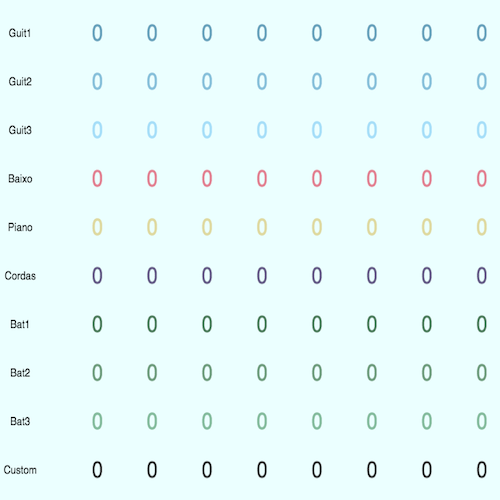 Guit1 0 0 0 0 0 0 0 0
Guit2 0 0 0 0 0 0 0 0
Guit3 0 0 0 0 0 0 0 0
Baixo 0 0 0 0 0 0 0 0
Piano 0 0 0 0 0 0 0 0
Cordas 0 0 0 0 0 0 0 0
Bat1 0 0 0 0 0 0 0 0
Bat2 0 0 0 0 0 0 0 0
Bat3 0 0 0 0 0 0 0 0
Custom 0 0 0 0 0 0 0 0